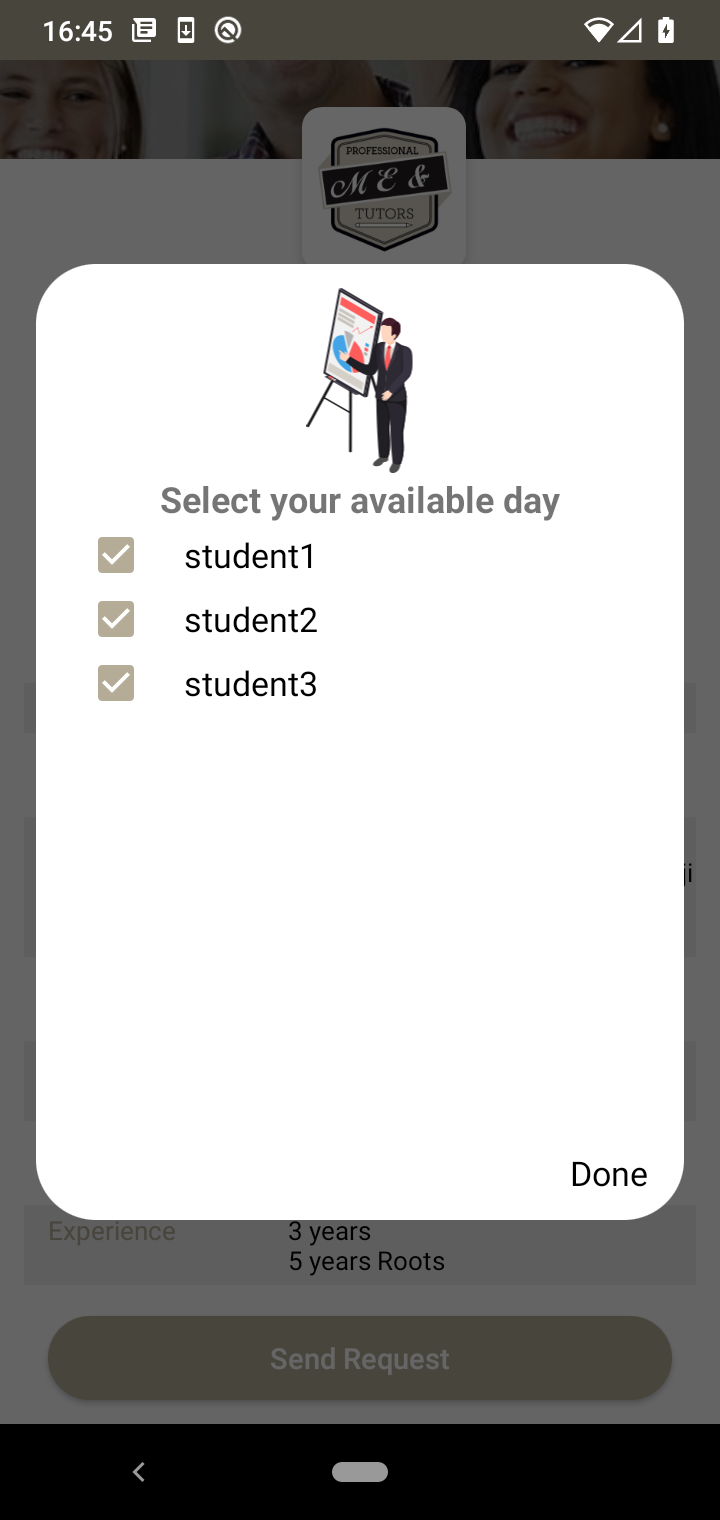 16:45
PROFESSIONAL
ME &
TUTORS
Select your available day
student1
student2
student3
ji
Done
Experience
3 years
5 years Roots
Send Request